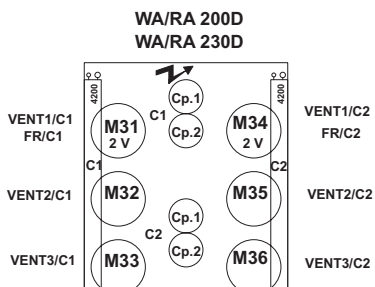 WA/RA 200D
WA/RA 230D
4200
4200
Cp.1
VENT1/C1
FR/C1
M31
2 V
C1
Cp.2
M34
2 V
VENT1/C2
FR/C2
C1
C2
VENT2/C1
M32
M35
VENT2/C2
Cp.1
C2
Cp.2
VENT3/C1
M33
M36
VENT3/C2